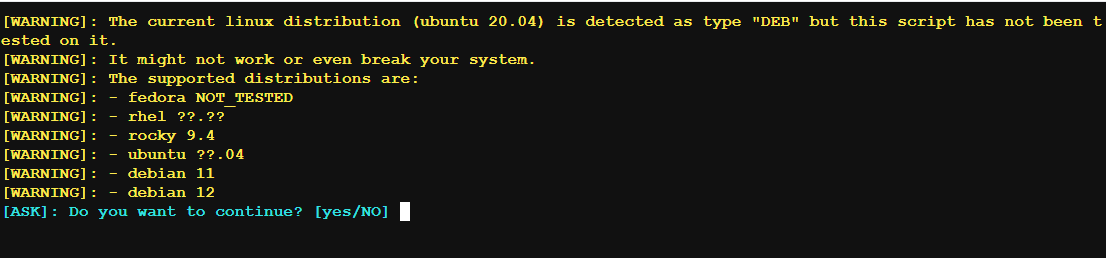 [WARNING]: The current linux distribution (ubuntu 20.04) is detected as type "DEB" but this script has not been t
ested on it.
[WARNING]: It might not work or even break your system.
[WARNING]: The supported distributions are:
[WARNING]: - fedora NOT_TESTED
[WARNING]: - rhel ??.??
[WARNING]: - rocky 9.4
[WARNING]: - ubuntu ??.04
[WARNING]: - debian 11
[WARNING]: - debian 12
[ASK]: Do you want to continue? [yes/NO]